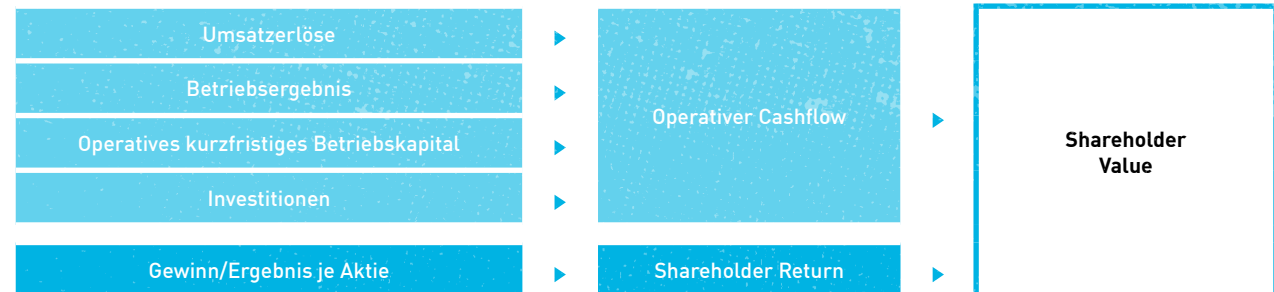 Umsatzerlöse
Betriebsergebnis
Operatives kurzfristiges Betriebskapital
Investitionen
Gewinn/Ergebnis je Aktie
Operativer Cashflow
Shareholder Return
Shareholder
Value